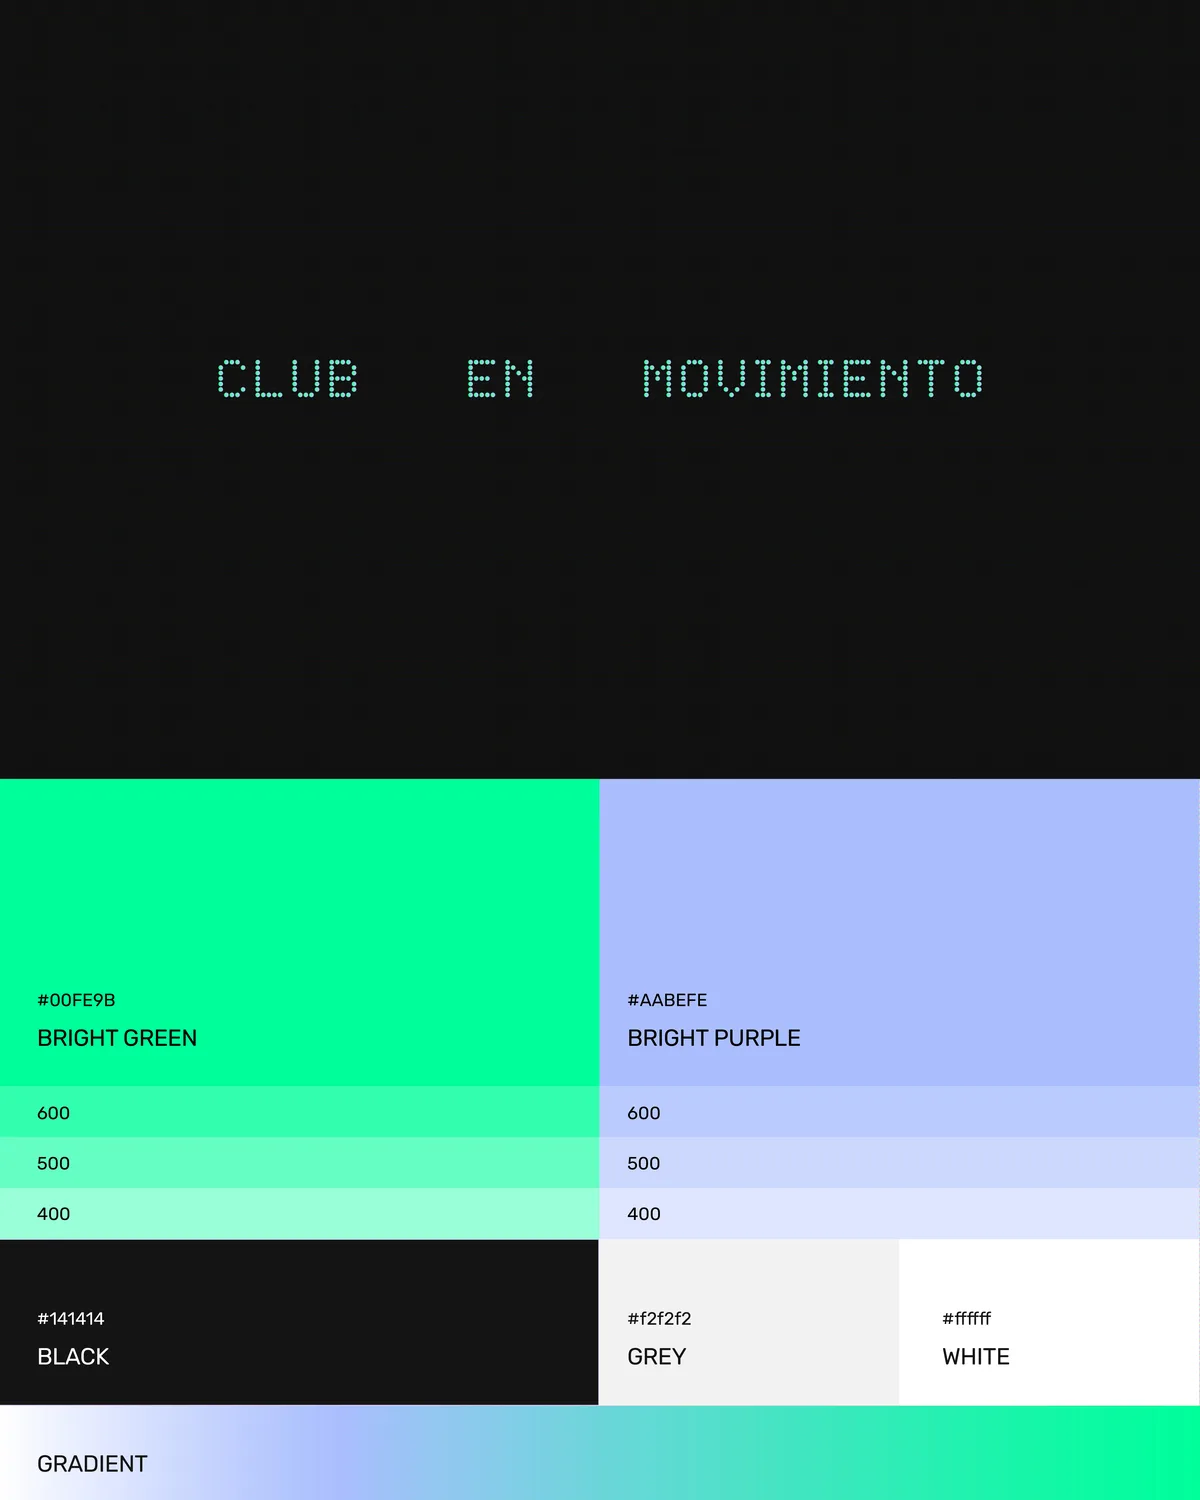 CLUB EN MOVIMIENTO
#00FE9B
BRIGHT GREEN
600
500
400
#AABEFE
BRIGHT PURPLE
600
500
400
#141414
BLACK
#f2f2f2
GREY
#ffffff
WHITE
GRADIENT